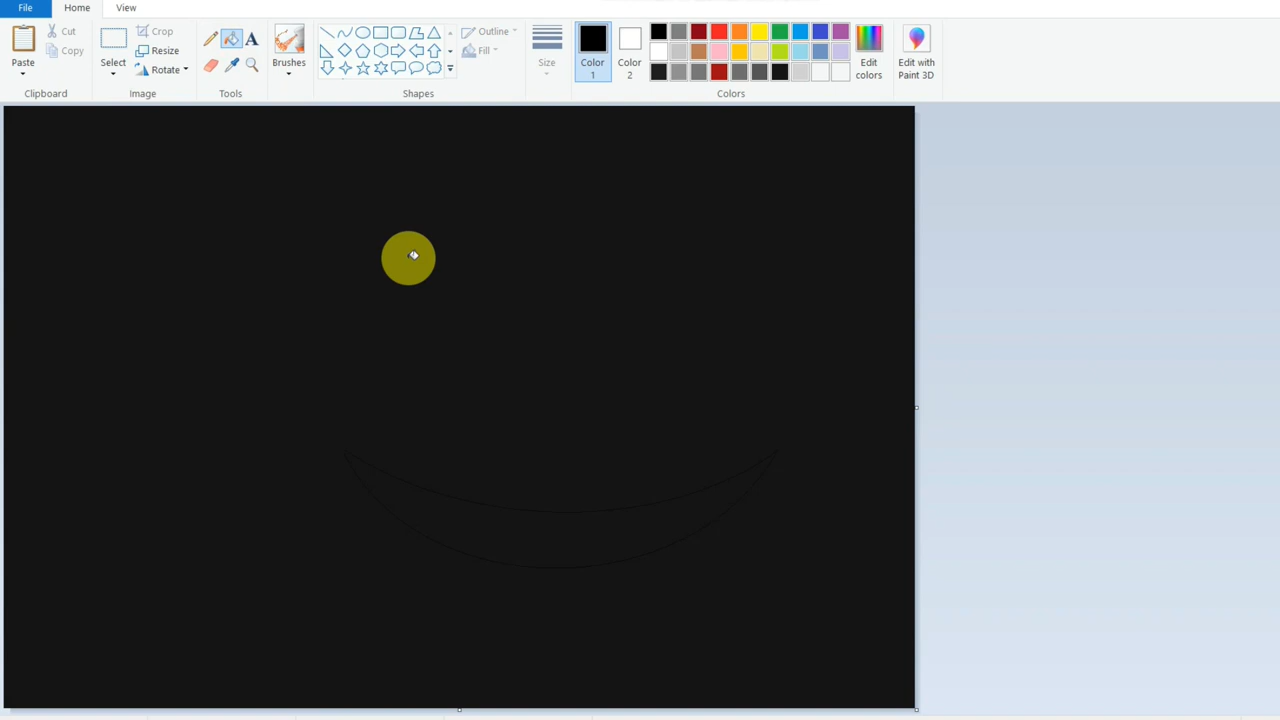 File Home View
Paste
Cut
Copy
Clipboard
Select
Crop
Resize
Rotate
Image
A
Tools
Brushes
Outline
Fill
Shapes
Size
Color 1
Color 2
Edit colors
Colors
Edit with Paint 3D